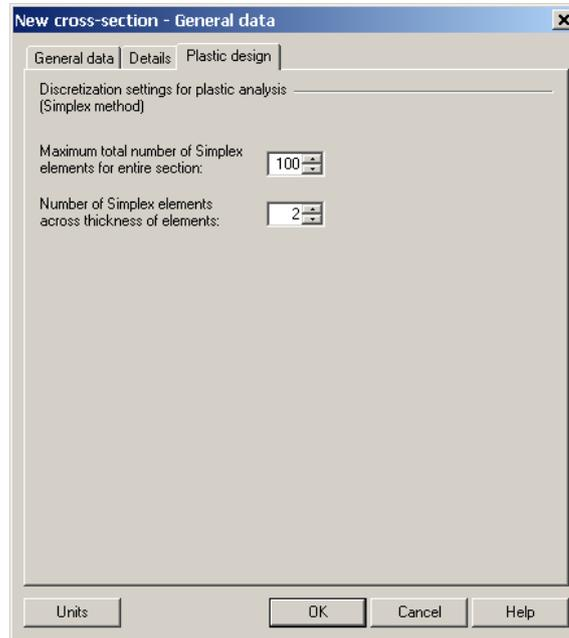 New cross-section - General data
General data Details Plastic design
Discretization settings for plastic analysis
(Simplex method)
Maximum total number of Simplex
elements for entire section:
100
Number of Simplex elements
across thickness of elements:
2
Units OK Cancel Help